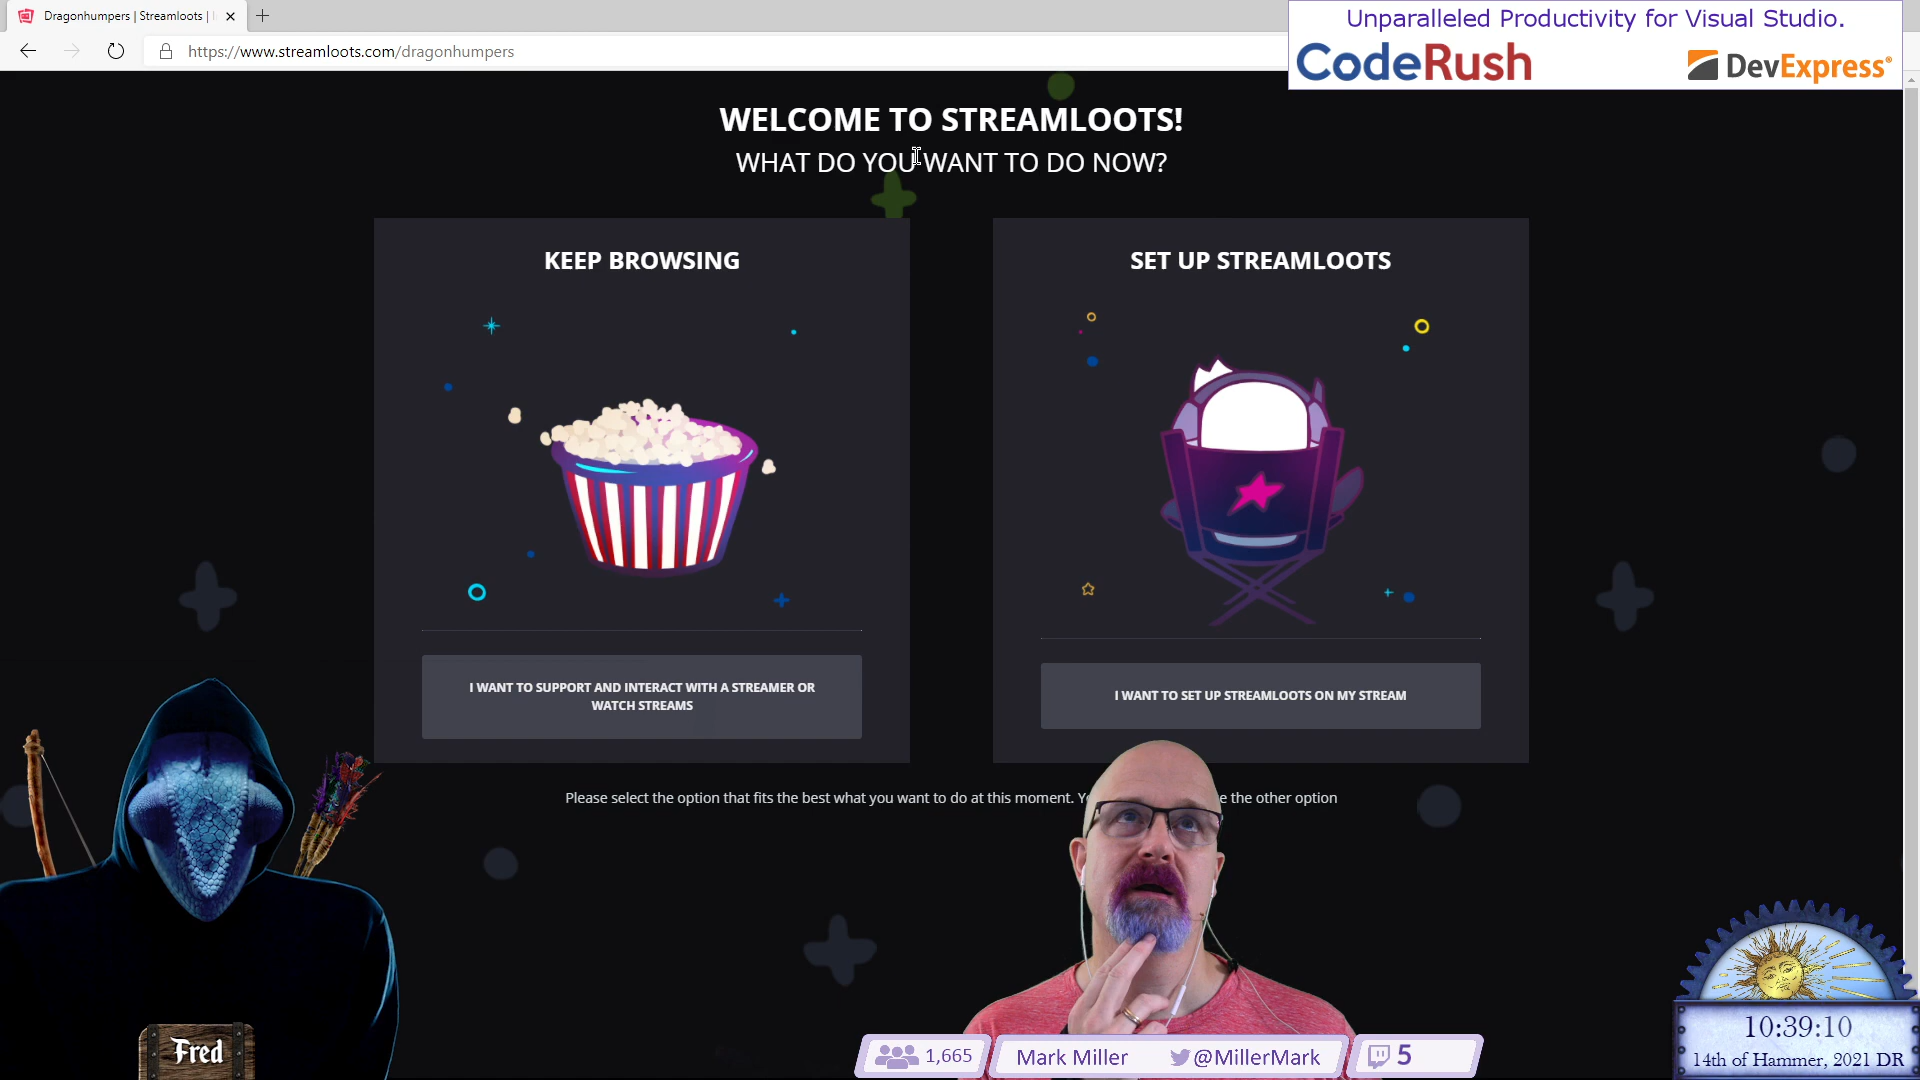 Dragonhumpers | Streamloots |
https://www.streamloots.com/dragonhumpers
Unparalleled Productivity for Visual Studio.
CodeRush
DevExpress
WELCOME TO STREAMLOOTS!
WHAT DO YOU WANT TO DO NOW?
KEEP BROWSING
SET UP STREAMLOOTS
I WANT TO SUPPORT AND INTERACT WITH A STREAMER OR
WATCH STREAMS
I WANT TO SET UP STREAMLOOTS ON MY STREAM
Please select the option that fits the best what you want to do at this moment. e the other option
Fred
1,665
Mark Miller
@MillerMark
5
10:39:10
14th of Hammer, 2021 DR